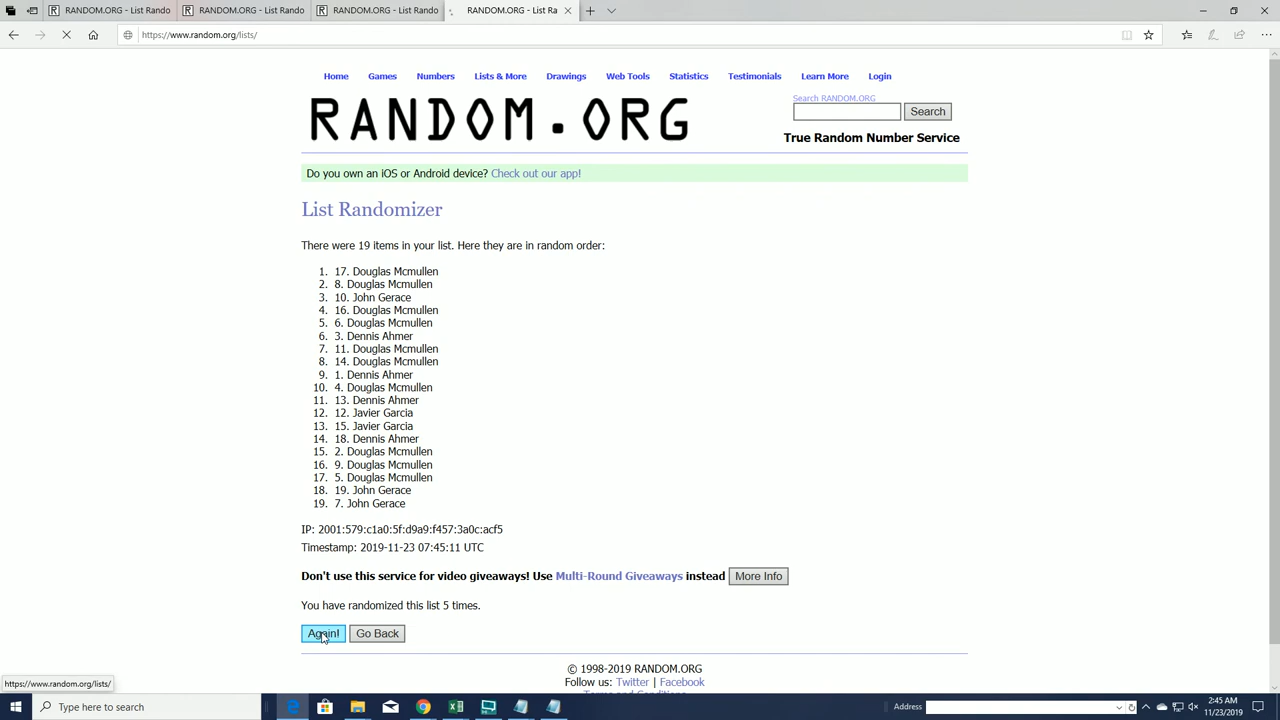 RANDOM.ORG - List Rando
RANDOM.ORG - List Rando
RANDOM.ORG - List Rando
RANDOM.ORG - List Ra
https://www.random.org/lists/
Home Games Numbers Lists & More Drawings Web Tools Statistics Testimonials Learn More Login
RANDOM.ORG
Search RANDOM.ORG
Search
True Random Number Service
Do you own an iOS or Android device? Check out our app!
List Randomizer
There were 19 items in your list. Here they are in random order:
1. 17. Douglas Mcmullen
2. 8. Douglas Mcmullen
3. 10. John Gerace
4. 16. Douglas Mcmullen
5. 6. Douglas Mcmullen
6. 3. Dennis Ahmer
7. 11. Douglas Mcmullen
8. 14. Douglas Mcmullen
9. 1. Dennis Ahmer
10. 4. Douglas Mcmullen
11. 13. Dennis Ahmer
12. 12. Javier Garcia
13. 15. Javier Garcia
14. 18. Dennis Ahmer
15. 2. Douglas Mcmullen
16. 9. Douglas Mcmullen
17. 5. Douglas Mcmullen
18. 19. John Gerace
19. 7. John Gerace
IP: 2001:579:c1a0:5f:d9a9:f457:3a0c:acf5
Timestamp: 2019-11-23 07:45:11 UTC
Don't use this service for video giveaways! Use Multi-Round Giveaways instead More Info
You have randomized this list 5 times.
Again! Go Back
© 1998-2019 RANDOM.ORG
Follow us: Twitter | Facebook
Terms and Conditions
https://www.random.org/lists/
Type here to search
Address
2:45 AM
11/23/2019